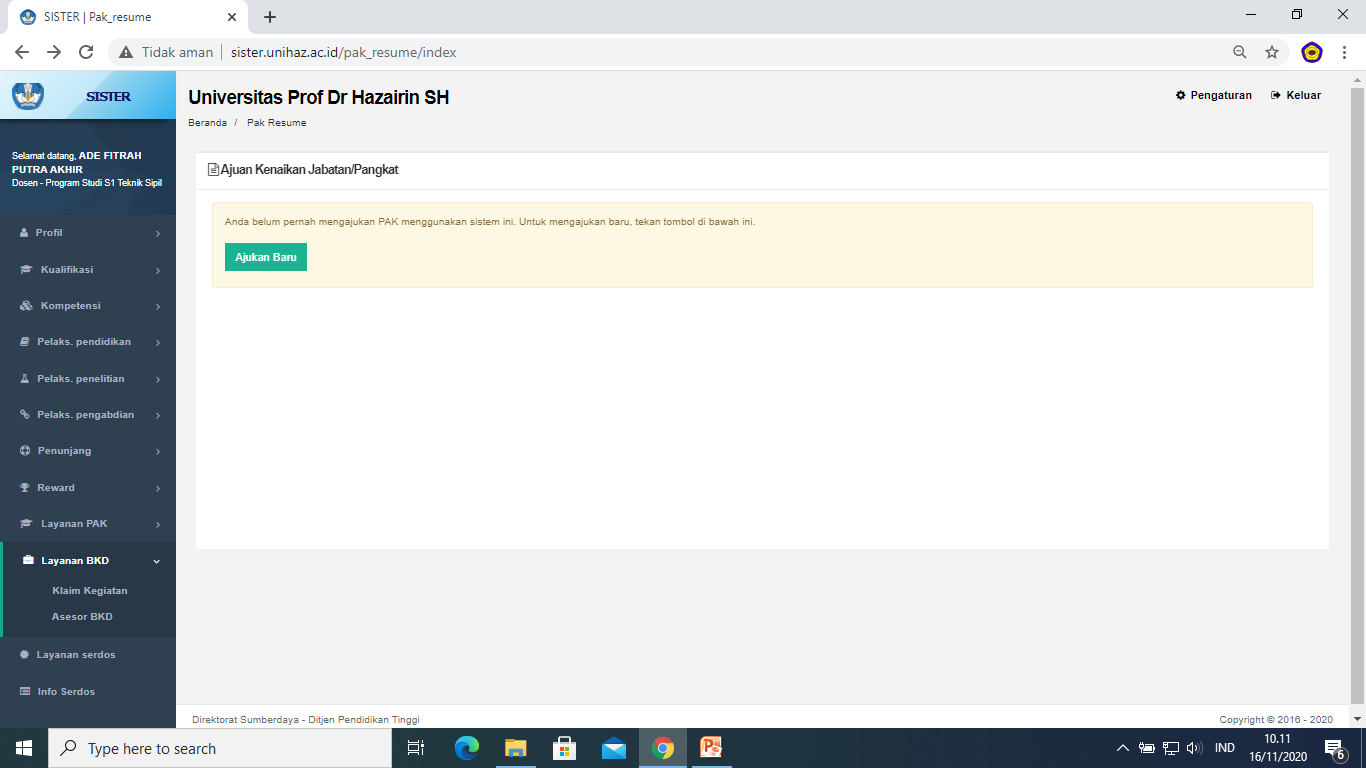 SISTER | Pak_resume
Tidak aman
sister.unihaz.ac.id/pak_resume/index
SISTER
Selamat datang, ADE FITRAH
PUTRA AKHIR
Dosen - Program Studi S1 Teknik Sipil
Profil
Kualifikasi
Kompetensi
Pelaks. pendidikan
Pelaks. penelitian
Pelaks. pengabdian
Penunjang
Reward
Layanan PAK
Layanan BKD
Klaim Kegiatan
Asesor BKD
Layanan serdos
Info Serdos
Universitas Prof Dr Hazairin SH
Pengaturan
Keluar
Beranda / Pak Resume
Ajuan Kenaikan Jabatan/Pangkat
Anda belum pernah mengajukan PAK menggunakan sistem ini. Untuk mengajukan baru, tekan tombol di bawah ini.
Ajukan Baru
Direktorat Sumberdaya - Ditjen Pendidikan Tinggi
Copyright © 2016 - 2020
Type here to search
IND
10.11
16/11/2020
6